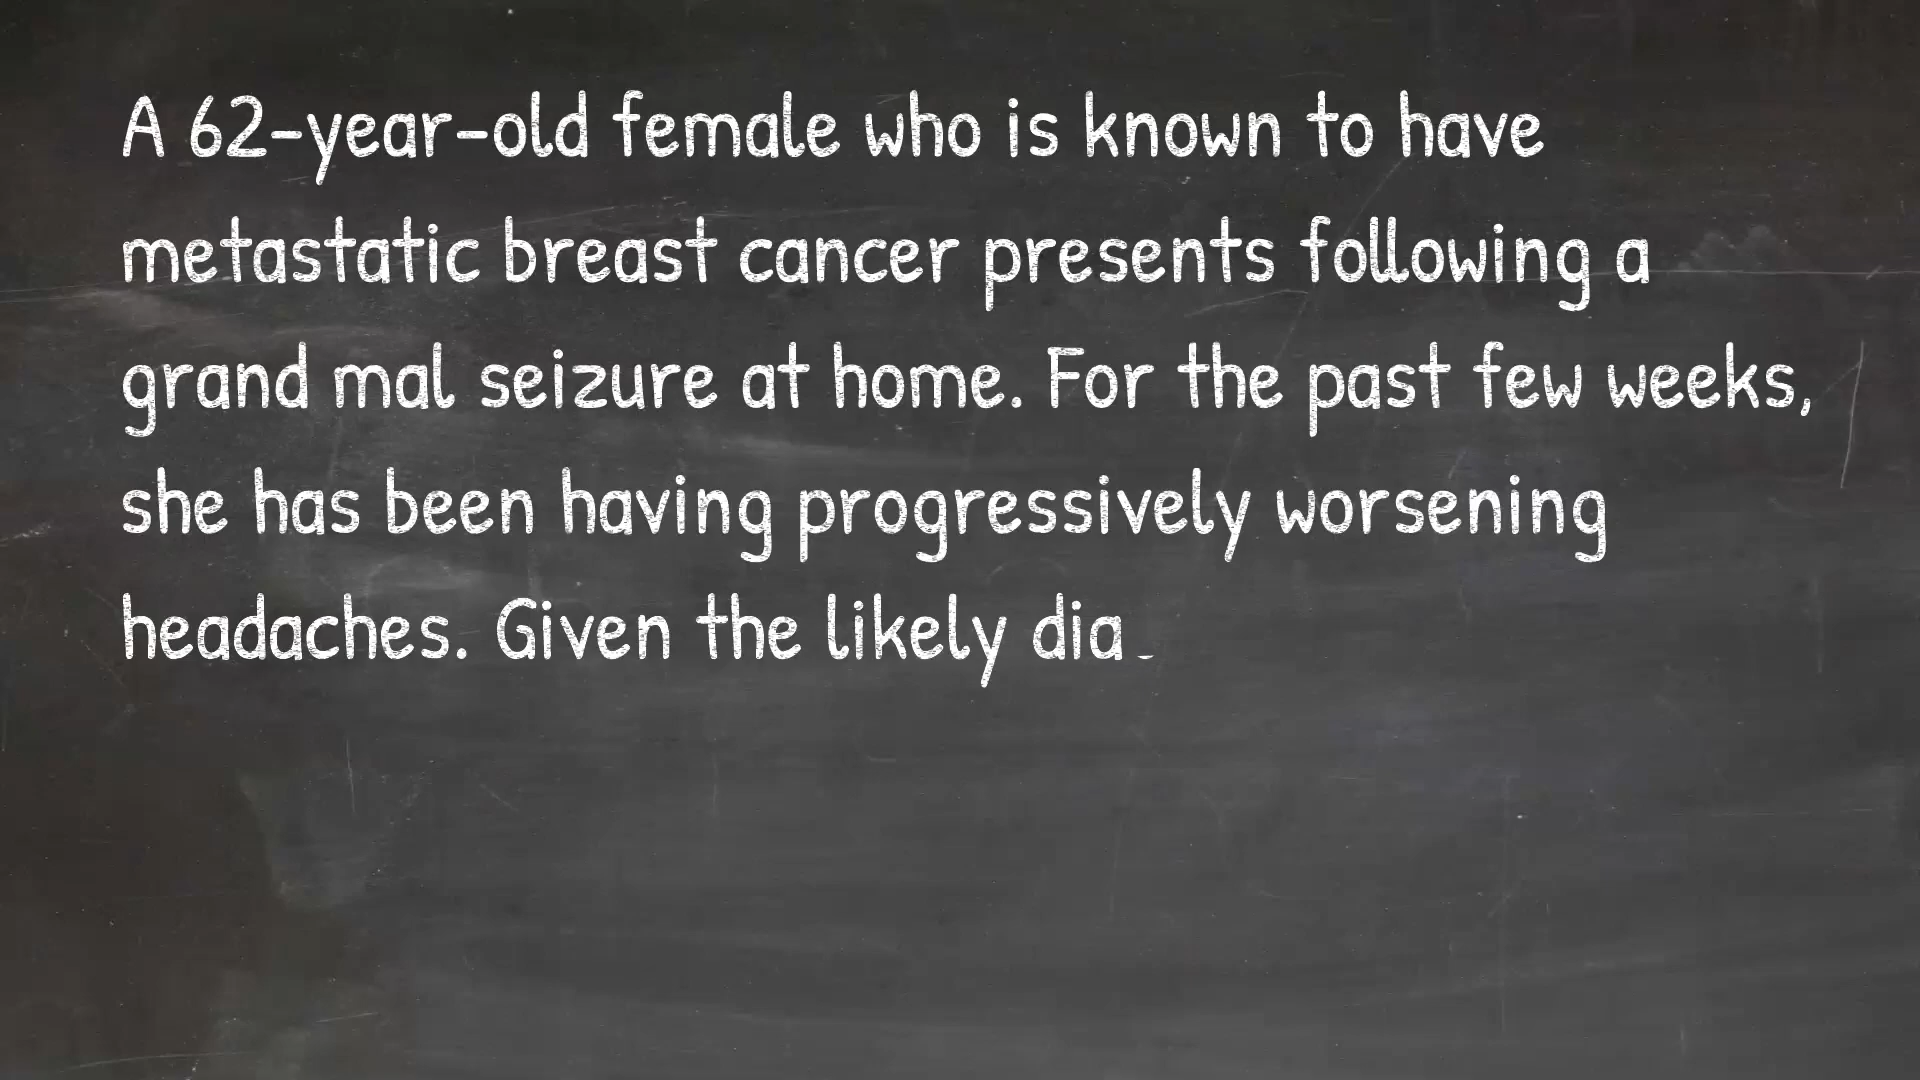 A 62-year-old female who is known to have
metastatic breast cancer presents following a
grand mal seizure at home. For the past few weeks,
she has been having progressively worsening
headaches. Given the likely dia